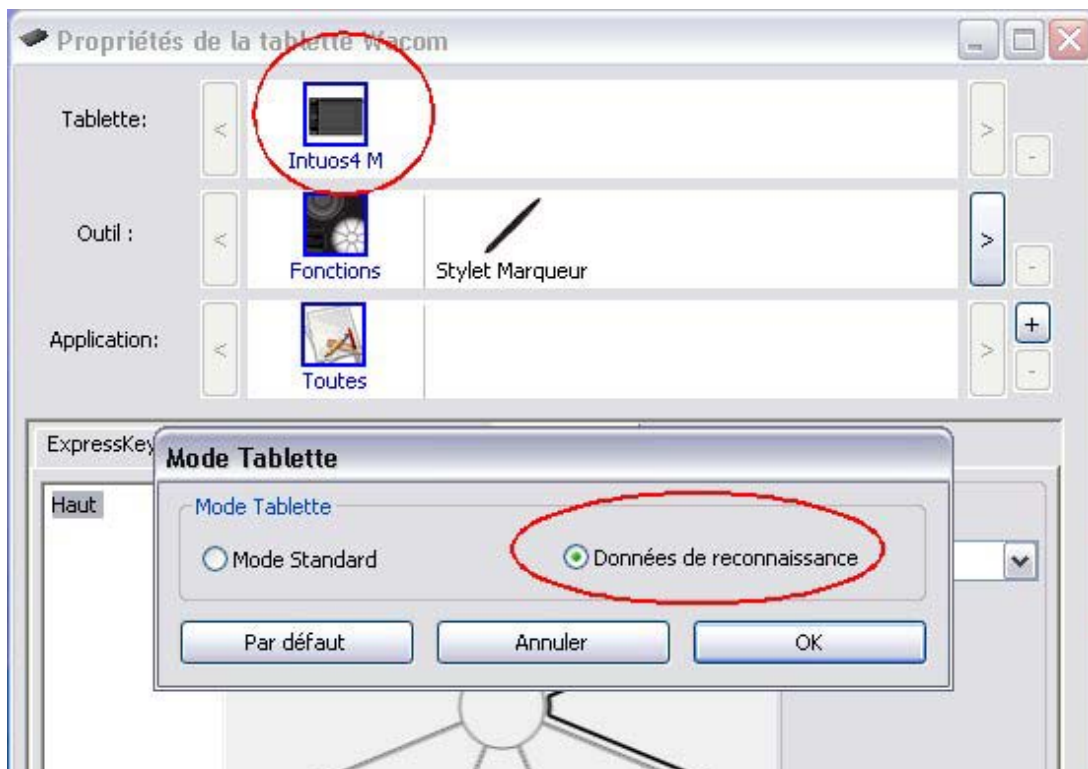 Propriétés de la tablette Wacom
Tablette:
<
>
-
Intuos4 M
Outil :
<
>
-
Fonctions
Stylet Marqueur
Application:
<
>
+
-
Toutes
ExpressKey
Haut
Mode Tablette
Mode Tablette
Mode Standard
Données de reconnaissance
Par défaut
Annuler
OK